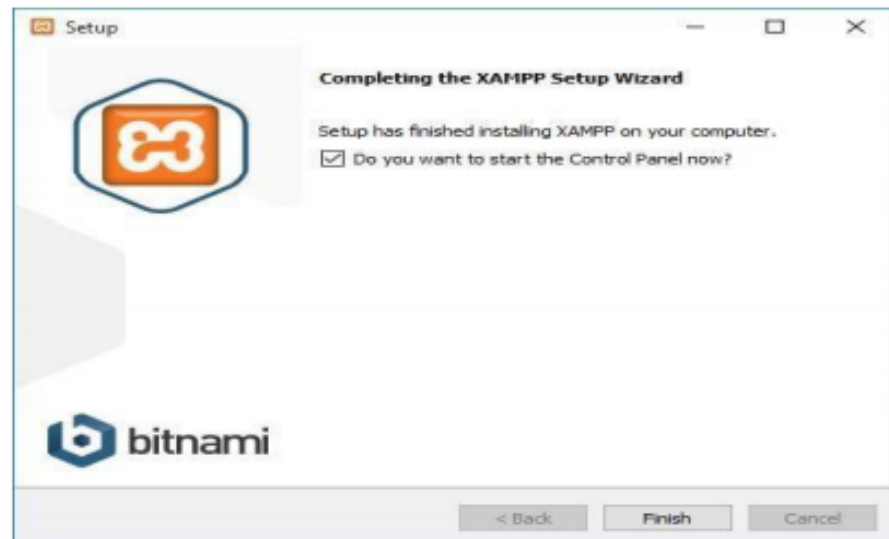 Setup
Completing the XAMPP Setup Wizard
Setup has finished installing XAMPP on your computer.
Do you want to start the Control Panel now?
bitnami
< Back Finish Cancel